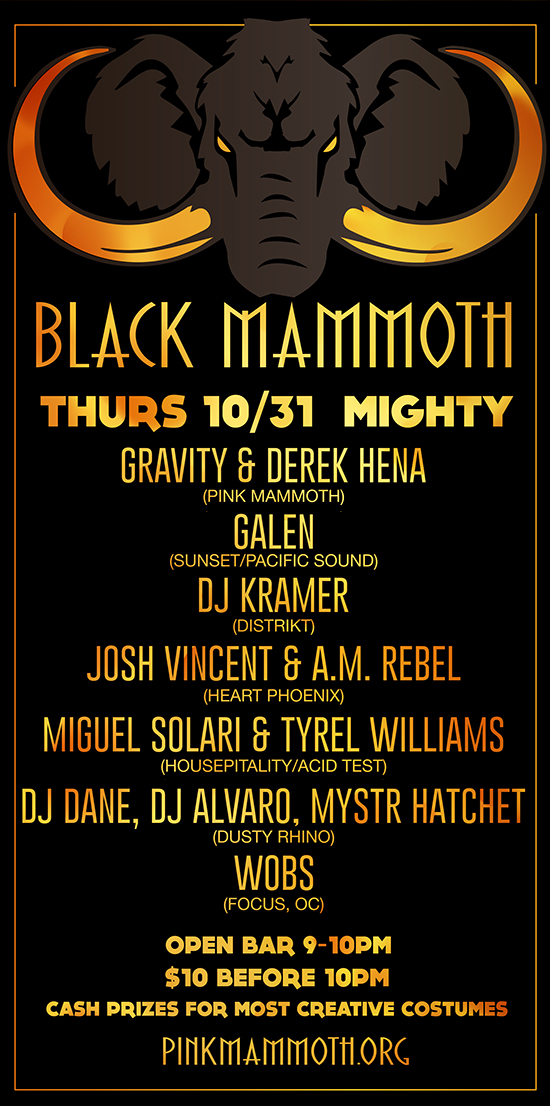 BLACK MAMMOTH
THURS 10/31 MIGHTY
GRAVITY & DEREK HENA
(PINK MAMMOTH)
GALEN
(SUNSET/PACIFIC SOUND)
DJ KRAMER
(DISTRIKT)
JOSH VINCENT & A.M. REBEL
(HEART PHOENIX)
MIGUEL SOLARI & TYREL WILLIAMS
(HOUSEPITALITY/ACID TEST)
DJ DANE, DJ ALVARO, MYSTR HATCHET
(DUSTY RHINO)
WOBS
(FOCUS, OC)
OPEN BAR 9-10PM
$10 BEFORE 10PM
CASH PRIZES FOR MOST CREATIVE COSTUMES
PINKMAMMOTH.ORG